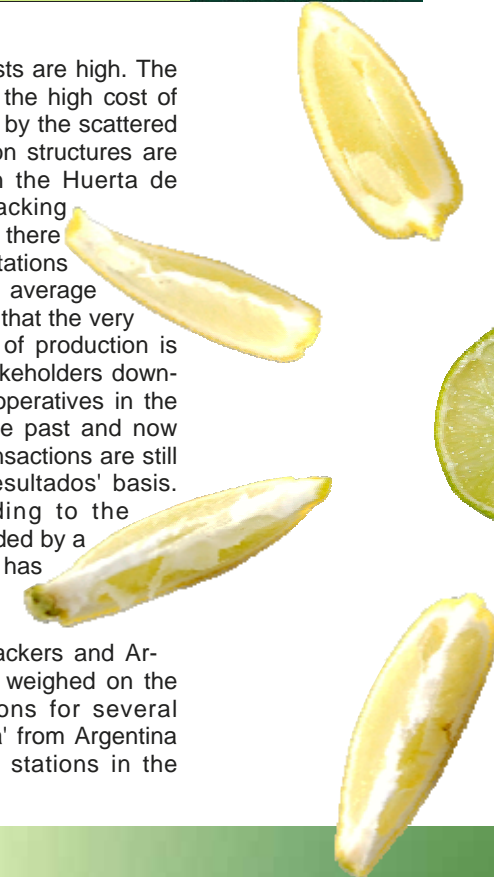 sts are high. The
the high cost of
by the scattered
on structures are
the Huerta de
acking
there
tations
average
that the very
of production is
keholders down-
operatives in the
e past and now
nsactions are still
esultados' basis.
ding to the
ded by a
has
ackers and Ar-
weighed on the
ons for several
' from Argentina
stations in the